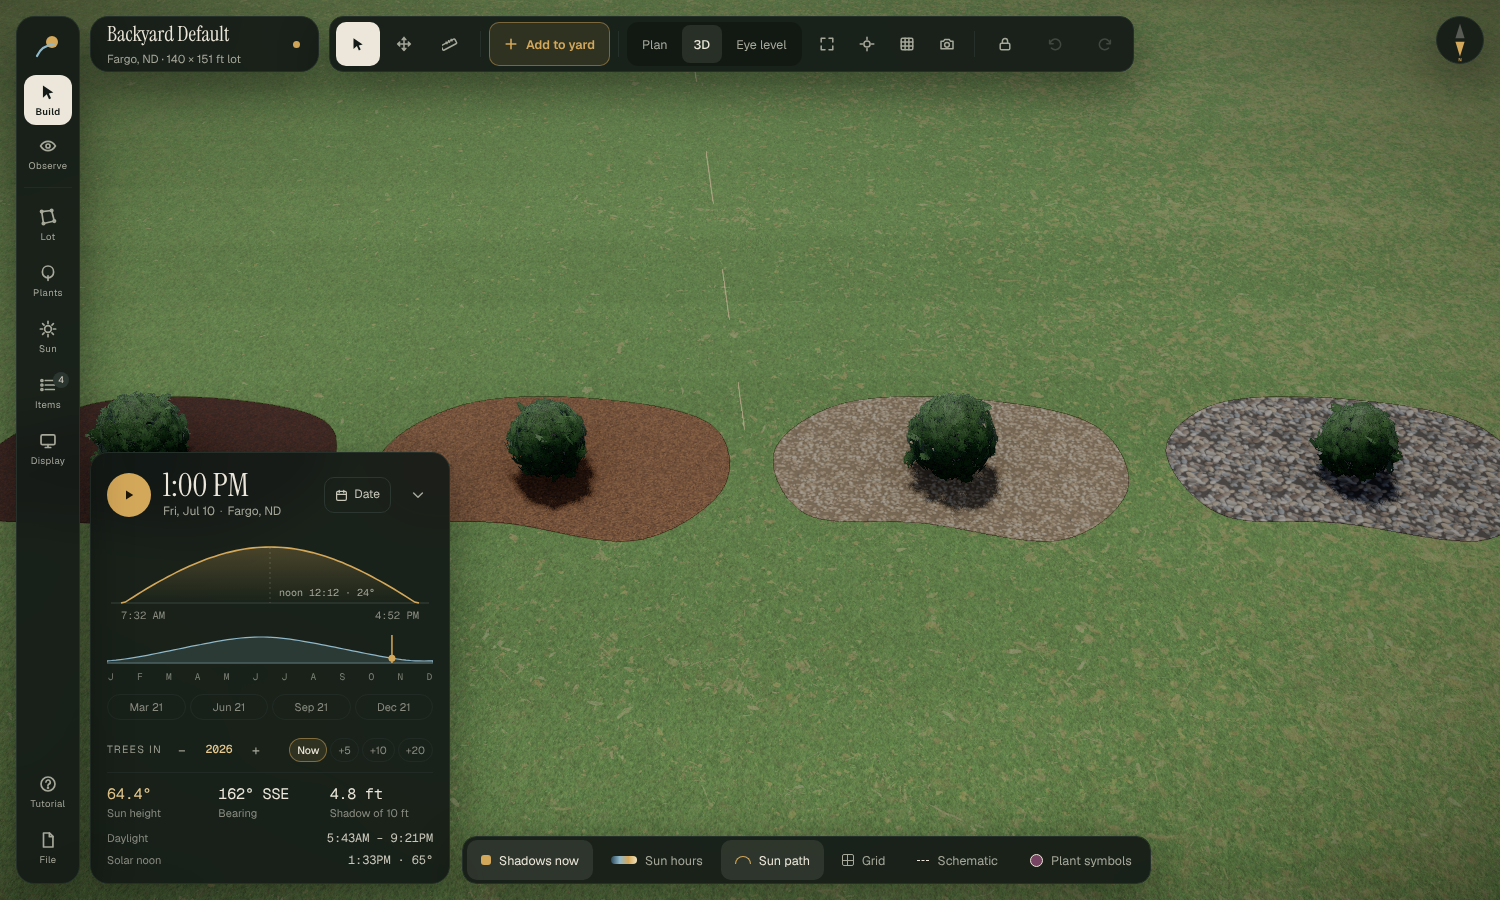 Backyard Default
Fargo, ND · 140 × 151 ft lot
Add to yard
Plan
3D
Eye level
N
Build
Observe
Lot
Plants
Sun
4
Items
Display
Tutorial
File
1:00 PM
Fri, Jul 10 · Fargo, ND
Date
noon 12:12 · 24°
7:32 AM
4:52 PM
J F M A M J J A S O N D
Mar 21
Jun 21
Sep 21
Dec 21
TREES IN − 2026 + Now +5 +10 +20
64.4° 162° SSE 4.8 ft
Sun height Bearing Shadow of 10 ft
Daylight 5:43AM – 9:21PM
Solar noon 1:33PM · 65°
Shadows now
Sun hours
Sun path
Grid
Schematic
Plant symbols